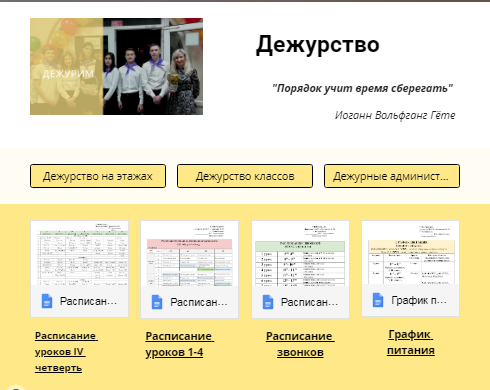 ДЕЖУРИМ
Дежурство
"Порядок учит время сберегать"
Иоганн Вольфганг Гёте
Дежурство на этажах
Дежурство классов
Дежурные админист...
Расписан...
Расписан...
Расписан...
График п...
Расписание
уроков IV
четверть
Расписание
уроков 1-4
Расписание
звонков
График
питания